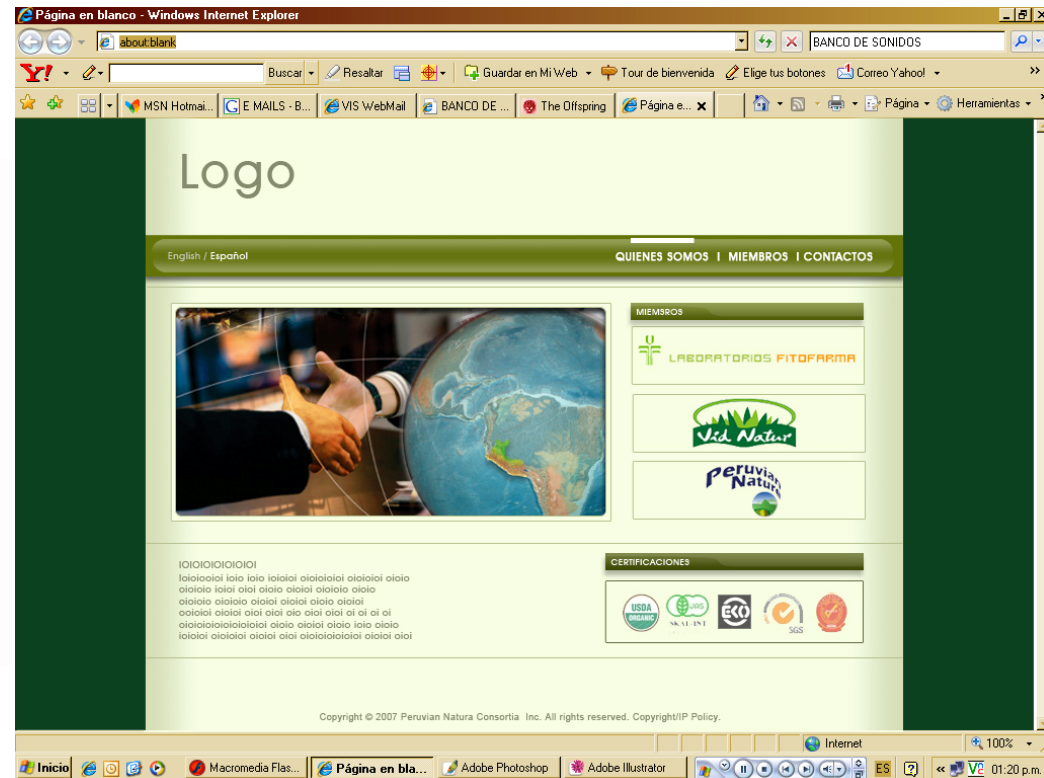 Página en blanco - Windows Internet Explorer
about:blank
BANCO DE SONIDOS
Y! Buscar Resaltar Guardar en Mi Web Tour de bienvenida Elige tus botones Correo Yahoo! »
MSN Hotmai... G E MAILS - B... VIS WebMail BANCO DE ... The Offspring Página e... Página Herramientas
Logo
English / Español
QUIENES SOMOS I MIEMBROS I CONTACTOS
MIEMBROS
LABORATORIOS FITOFARMA
Vid Natur
Peruvian
Nature
IOIOIOIOIOIOI
Ioioiooioi ioio ioio ioioioi oioioioioi oioioioi oioio
oioioio ioioi oioi oioio oioioi oioioio oioio
oioioio oioioio oioioi oioioi oioio oioioi
ooioioi oioioi oioi oioi oio oioi oioi oi oi oi oi
oioioioioioioioioi oioio oioioi oioio ioio oioio
ioioioi oioioioi oioioi oioi oioioioioioioi oioioi oioi
CERTIFICACIONES
USDA
ORGANIC
JAS
SKAL-INT
EKO
SGS
Copyright © 2007 Peruvian Natura Consortia Inc. All rights reserved. Copyright/IP Policy.
Internet 100%
Inicio Macromedia Flas... Página en bla... Adobe Photoshop Adobe Illustrator ES « 01:20 p.m.